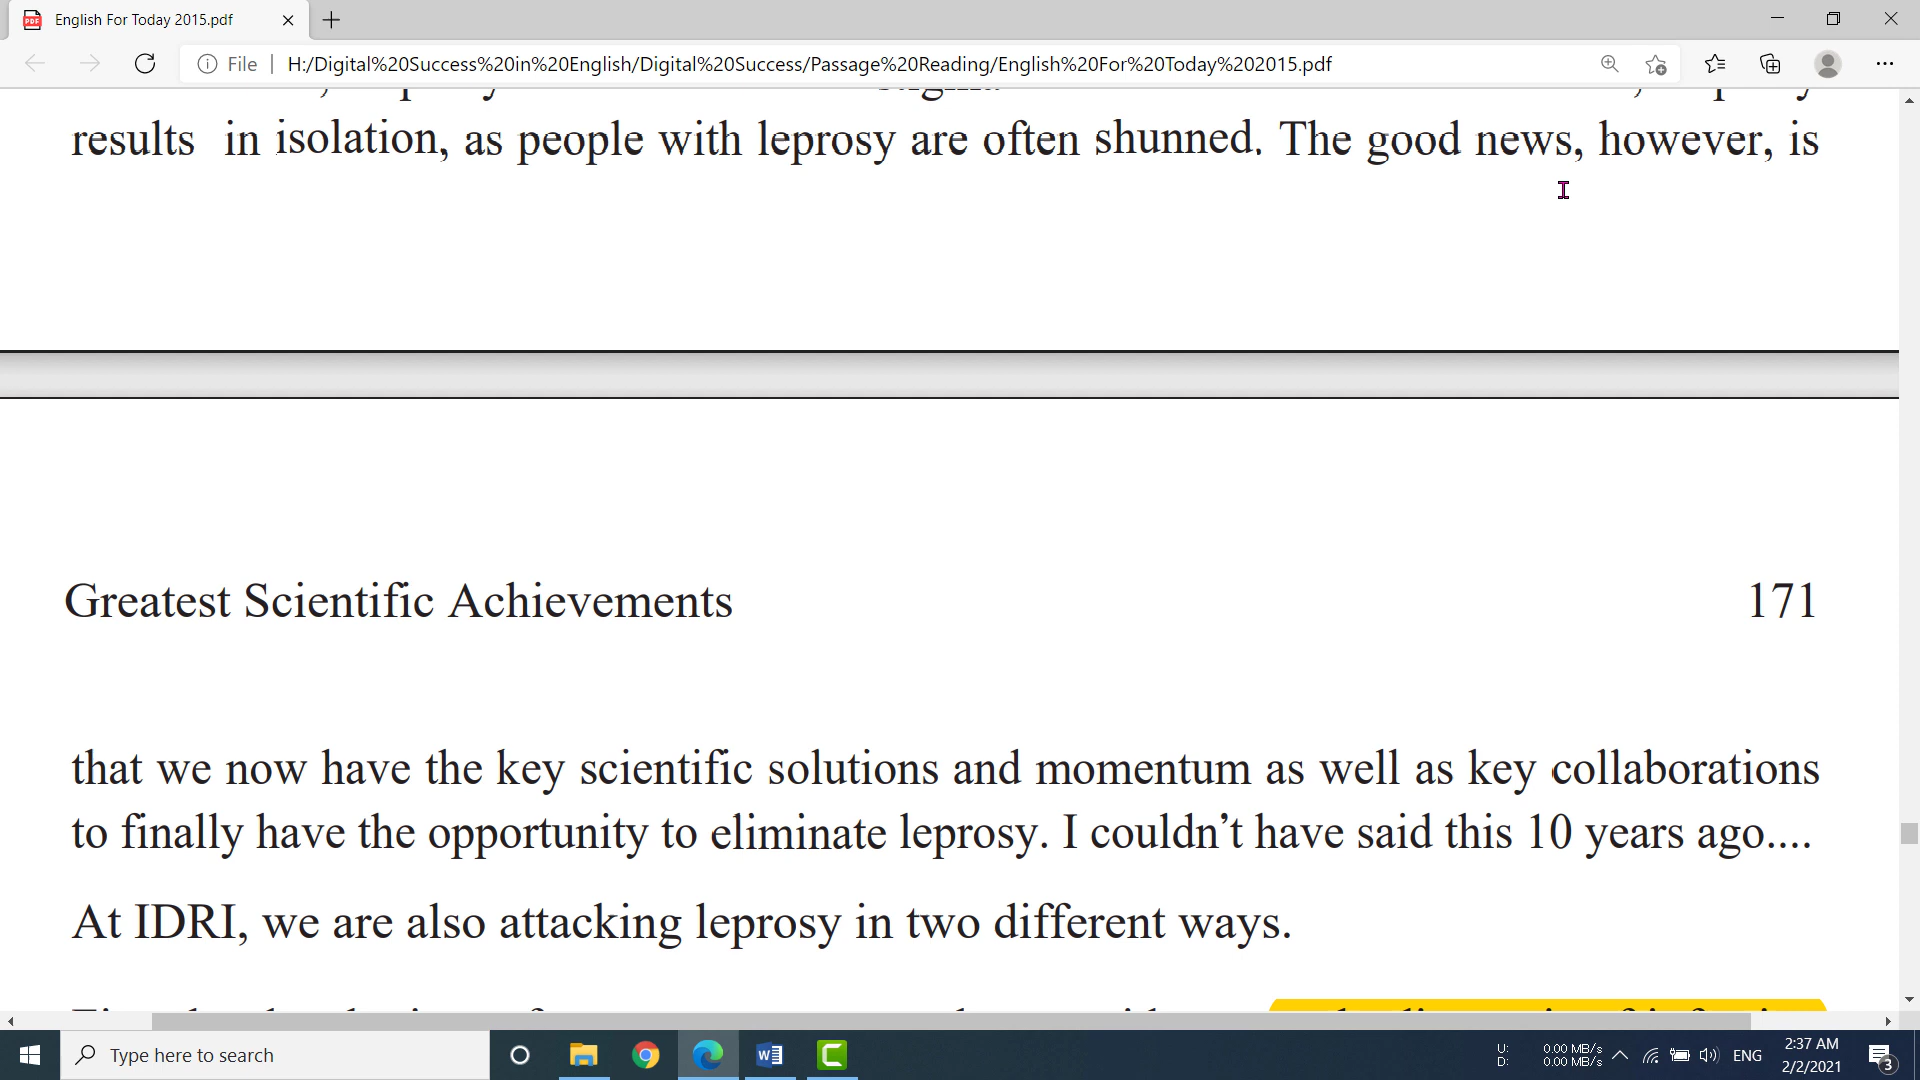 English For Today 2015.pdf
File
H:/Digital%20Success%20in%20English/Digital%20Success/Passage%20Reading/English%20For%20Today%202015.pdf
results in isolation, as people with leprosy are often shunned. The good news, however, is
Greatest Scientific Achievements 171
that we now have the key scientific solutions and momentum as well as key collaborations
to finally have the opportunity to eliminate leprosy. I couldn't have said this 10 years ago....
At IDRI, we are also attacking leprosy in two different ways.
Type here to search
U: 0.00 MB/s
D: 0.00 MB/s
ENG
2:37 AM
2/2/2021
3